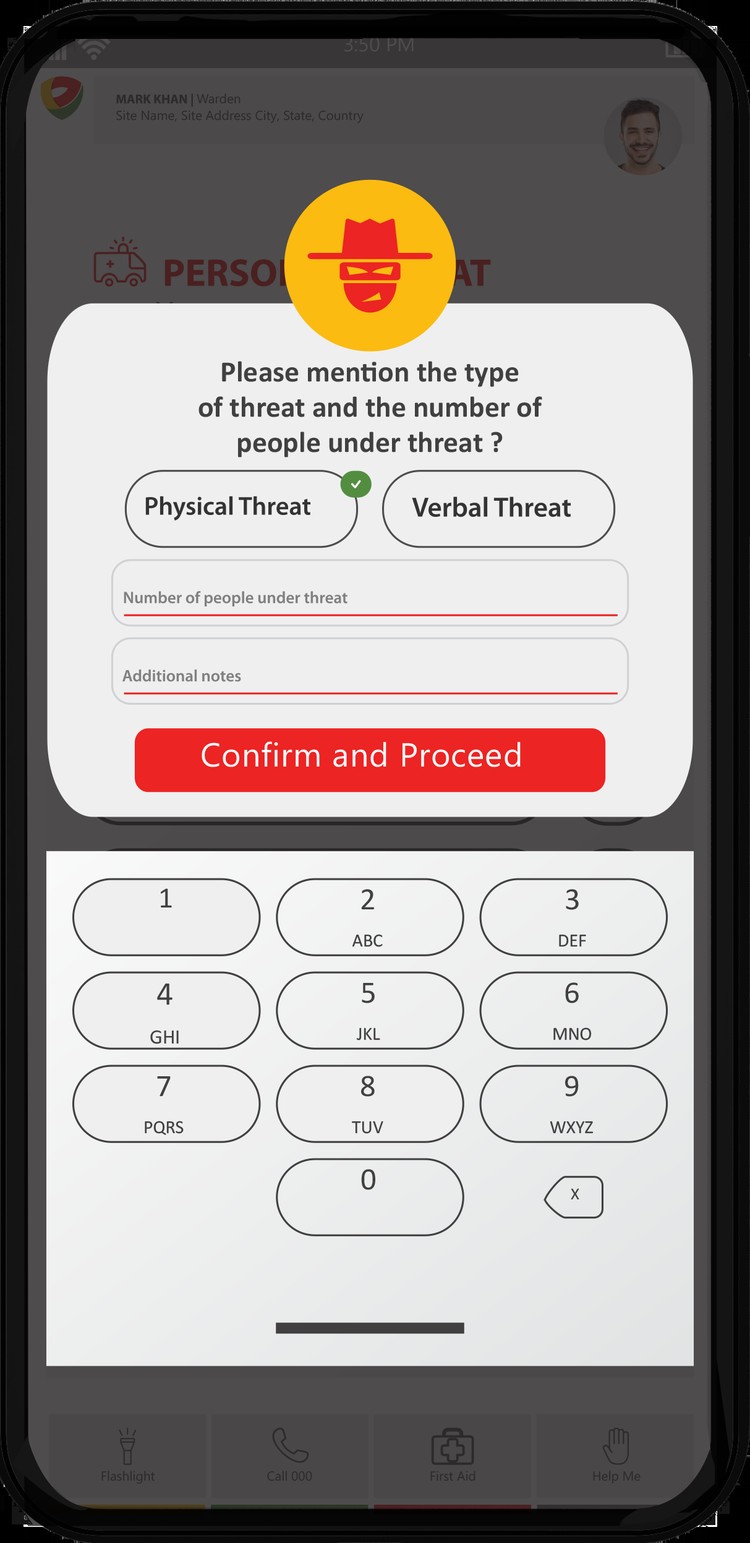 3:50 PM
MARK KHAN | Warden
Site Name, Site Address City, State, Country
Please mention the type
of threat and the number of
people under threat ?
Physical Threat
Verbal Threat
Number of people under threat
Additional notes
Confirm and Proceed
1
2
3
ABC
DEF
4
5
6
GHI
JKL
MNO
7
8
9
PQRS
TUV
WXYZ
0
X
Flashlight
Call 000
First Aid
Help Me